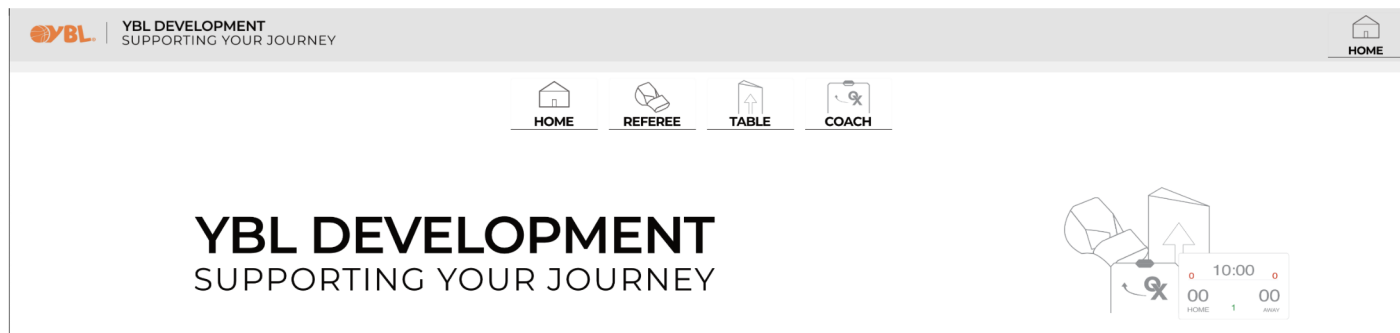 YBL.
YBL DEVELOPMENT
SUPPORTING YOUR JOURNEY
HOME
HOME
REFEREE
TABLE
COACH
YBL DEVELOPMENT
SUPPORTING YOUR JOURNEY
0 10:00 0
00 00
HOME 1 AWAY